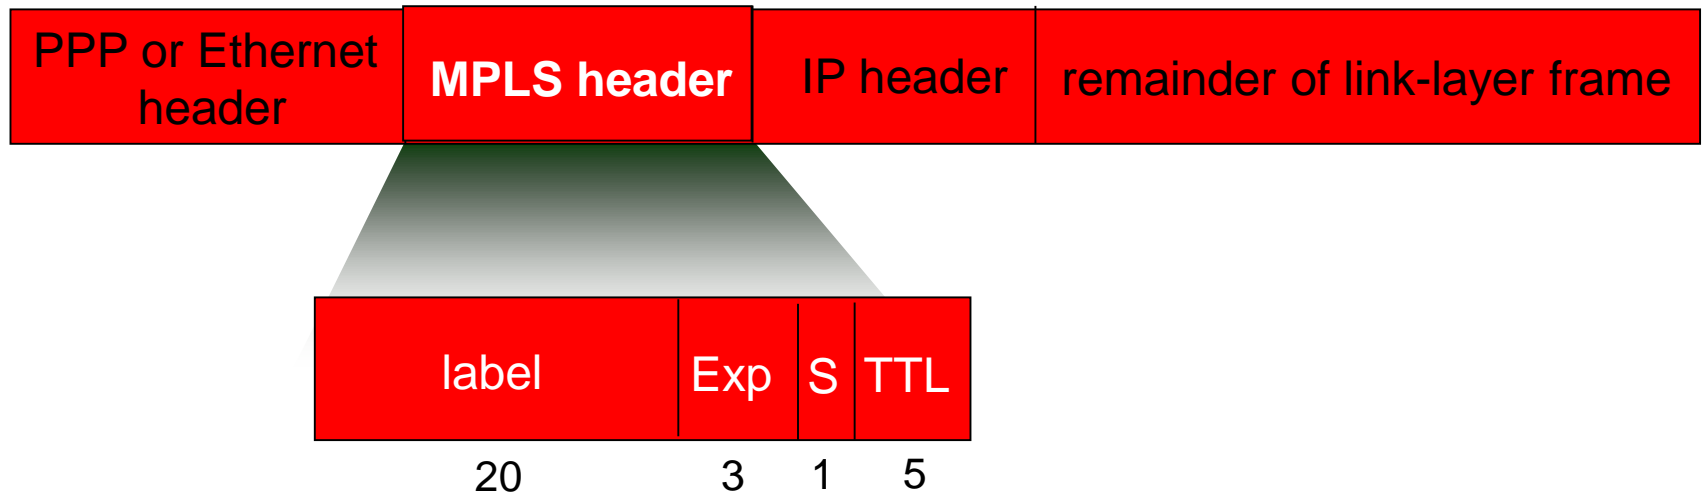 PPP or Ethernet
header
MPLS header
IP header
remainder of link-layer frame
label
Exp
S
TTL
20
3
1
5